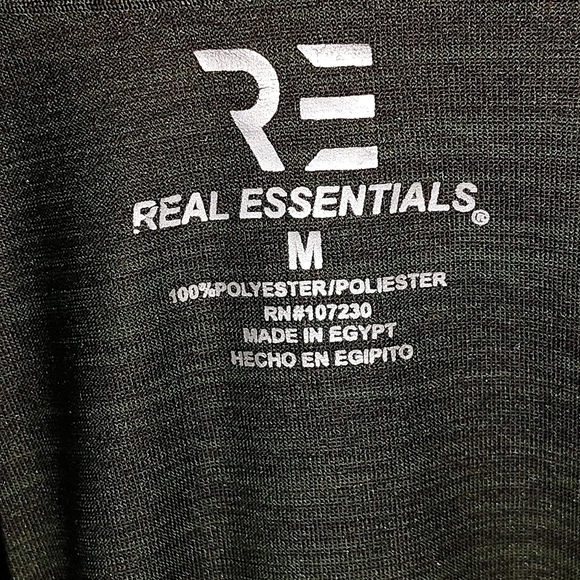 RE
REAL ESSENTIALS®
M
100%POLYESTER/POLIESTER
RN#107230
MADE IN EGYPT
HECHO EN EGIPITO